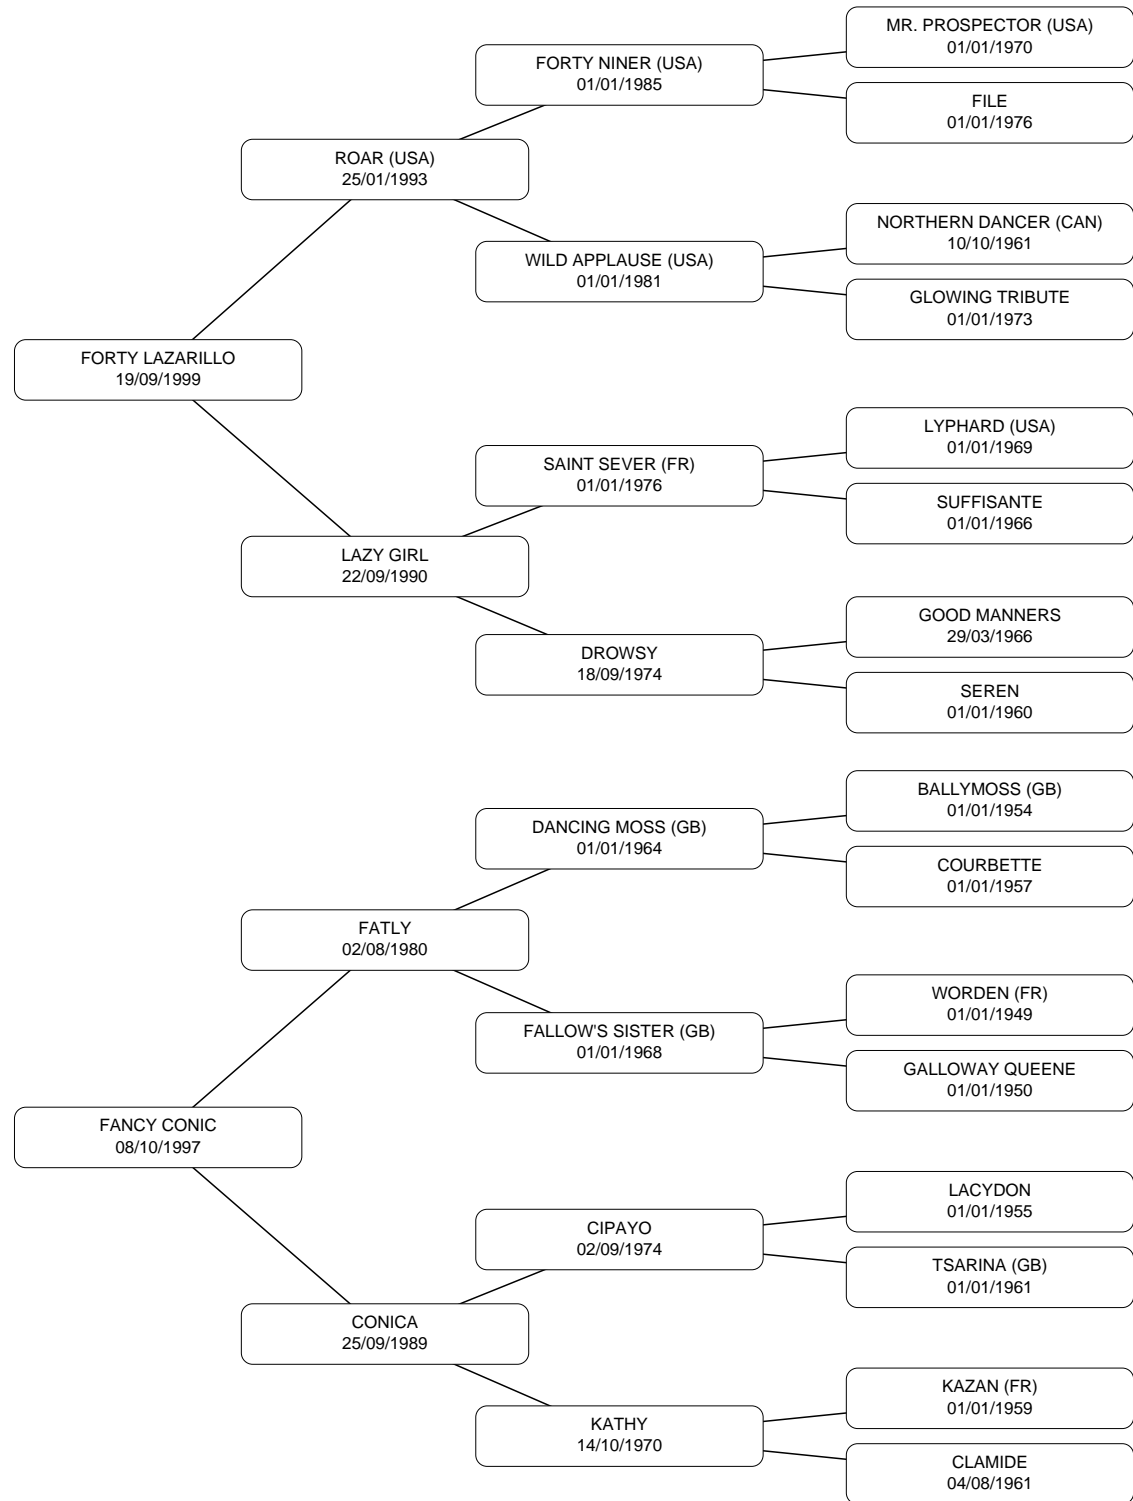 MR. PROSPECTOR (USA)
01/01/1970
FORTY NINER (USA)
01/01/1985
FILE
01/01/1976
ROAR (USA)
25/01/1993
NORTHERN DANCER (CAN)
10/10/1961
WILD APPLAUSE (USA)
01/01/1981
GLOWING TRIBUTE
01/01/1973
FORTY LAZARILLO
19/09/1999
LYPHARD (USA)
01/01/1969
SAINT SEVER (FR)
01/01/1976
SUFFISANTE
01/01/1966
LAZY GIRL
22/09/1990
GOOD MANNERS
29/03/1966
DROWSY
18/09/1974
SEREN
01/01/1960
BALLYMOSS (GB)
01/01/1954
DANCING MOSS (GB)
01/01/1964
COURBETTE
01/01/1957
FATLY
02/08/1980
WORDEN (FR)
01/01/1949
FALLOW'S SISTER (GB)
01/01/1968
GALLOWAY QUEENE
01/01/1950
FANCY CONIC
08/10/1997
LACYDON
01/01/1955
CIPAYO
02/09/1974
TSARINA (GB)
01/01/1961
CONICA
25/09/1989
KAZAN (FR)
01/01/1959
KATHY
14/10/1970
CLAMIDE
04/08/1961